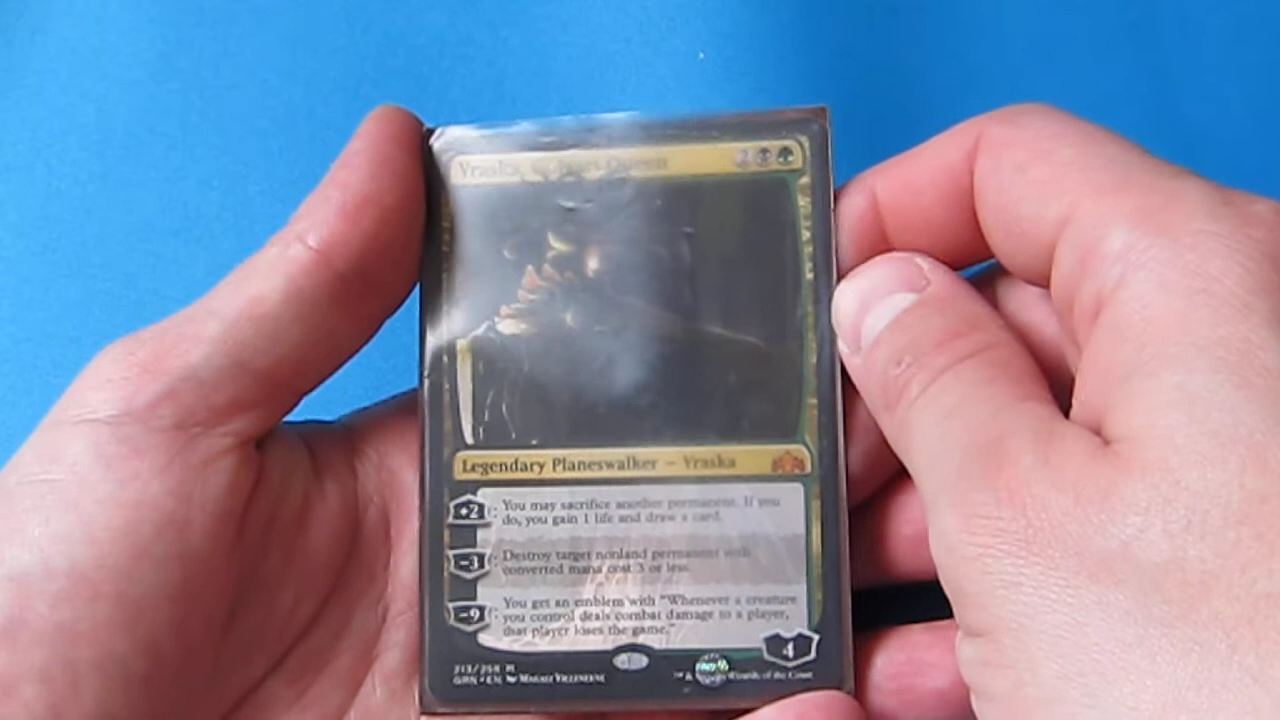 Vraska, Golgari Queen
2
Legendary Planeswalker – Vraska
+2: You may sacrifice another permanent. If you
do, you gain 1 life and draw a card.
-3: Destroy target nonland permanent with
converted mana cost 3 or less.
-9: You get an emblem with "Whenever a creature
you control deals combat damage to a player,
that player loses the game."
4
213/259 M
GRN • EN Magali Villeneuve
™ & Wizards of the Coast